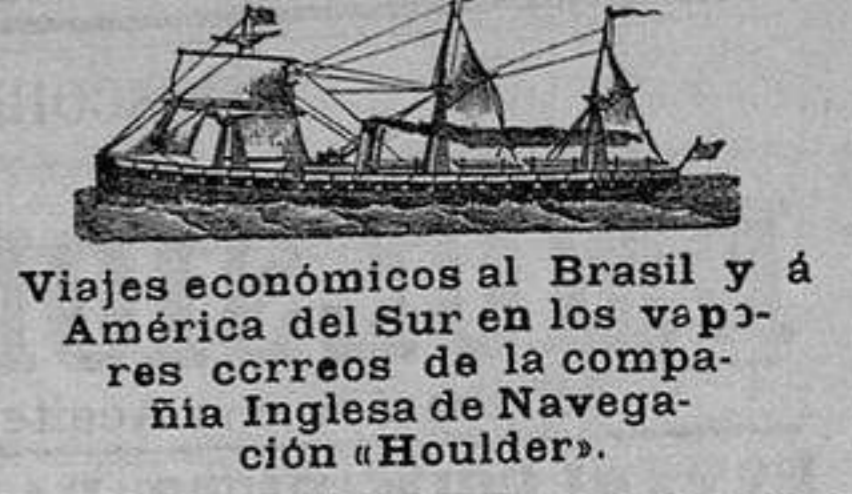 Viajes económicos al Brasil y á
América del Sur en los vapo-
res correos de la compa-
ñia Inglesa de Navega-
ción «Houlder».